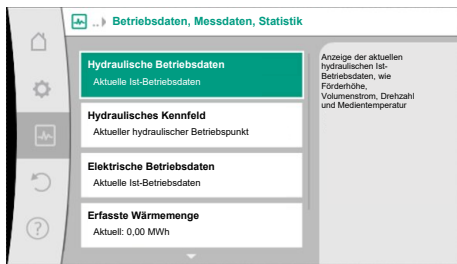 Betriebsdaten, Messdaten, Statistik
Hydraulische Betriebsdaten
Aktuelle Ist-Betriebsdaten
Hydraulisches Kennfeld
Aktueller hydraulischer Betriebspunkt
Elektrische Betriebsdaten
Aktuelle Ist-Betriebsdaten
Erfasste Wärmemenge
Aktuell: 0,00 MWh
Anzeige der aktuellen
hydraulischen Ist-
Betriebsdaten, wie
Förderhöhe,
Volumenstrom, Drehzahl
und Medientemperatur